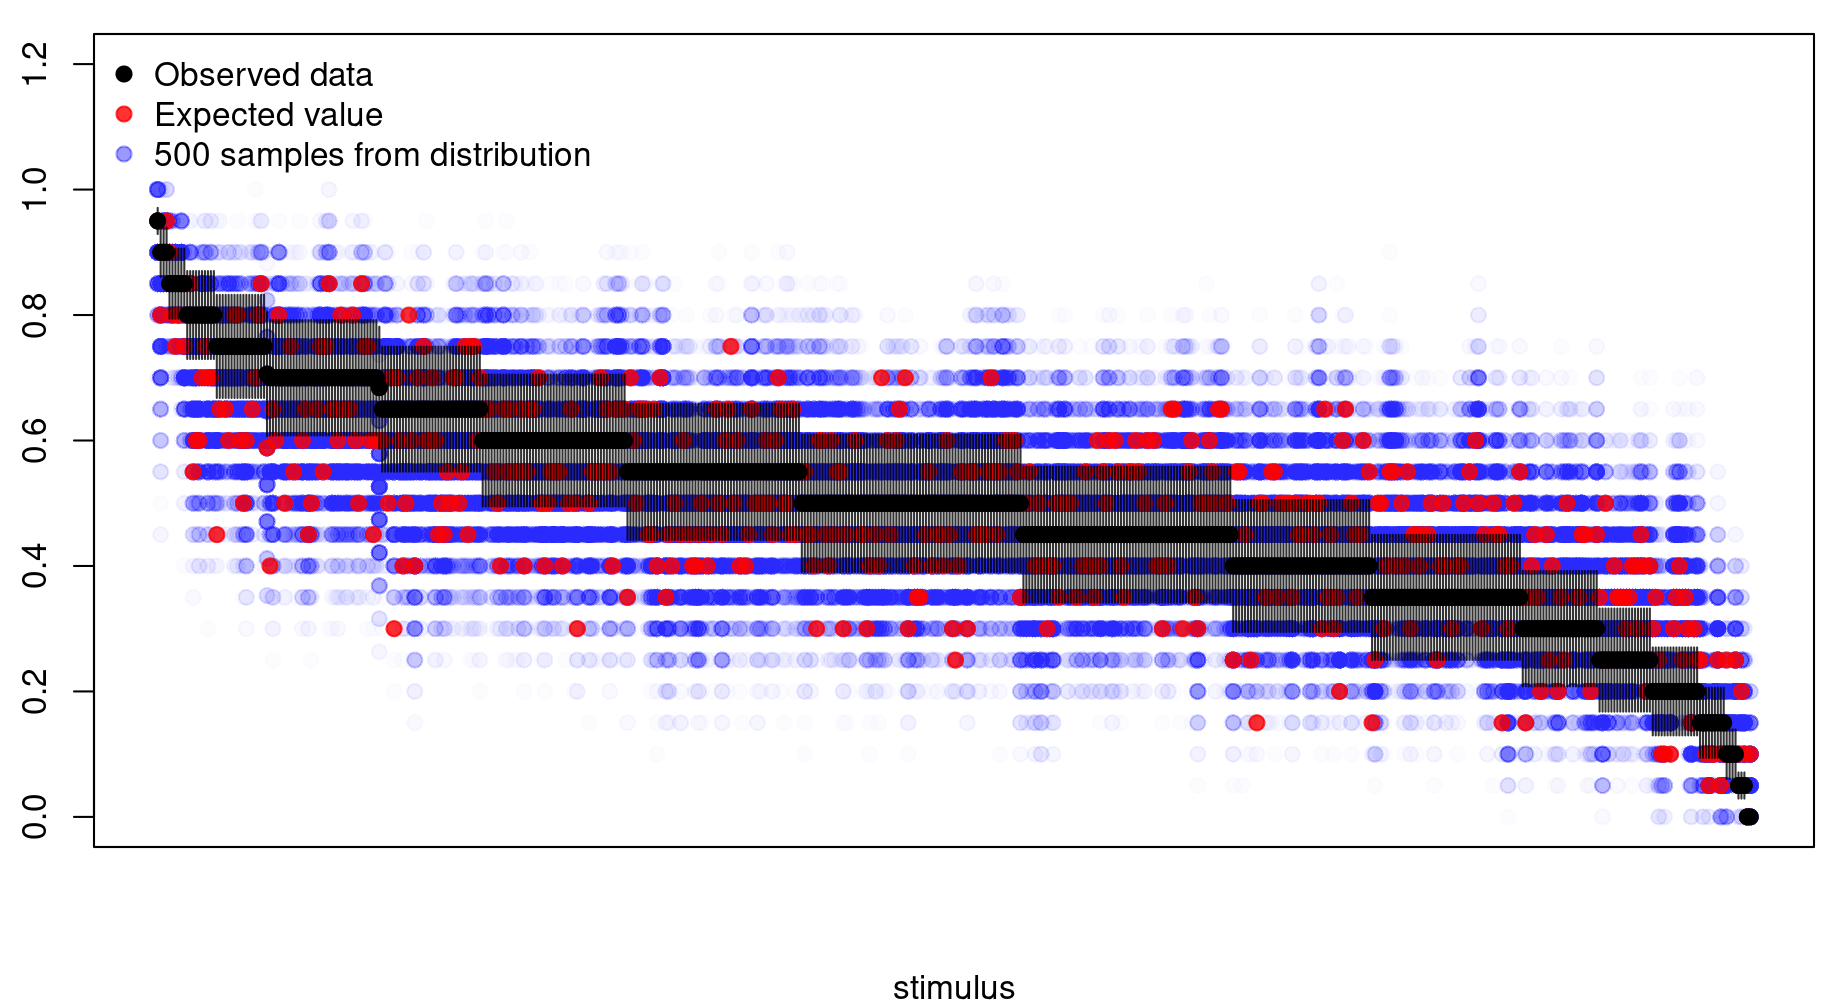 1.2
1.0
0.8
0.6
0.4
0.2
0.0
Observed data
Expected value
500 samples from distribution
stimulus